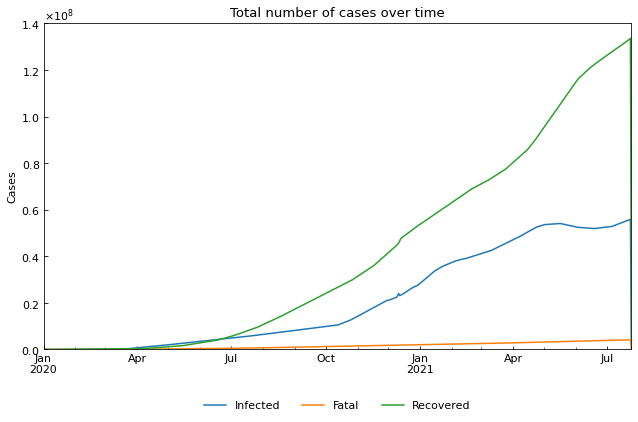 Total number of cases over time
×10⁸
1.4
1.2
1.0
0.8
0.6
0.4
0.2
0.0
Cases
Jan Apr Jul Oct Jan Apr Jul
2020 2021
Infected Fatal Recovered